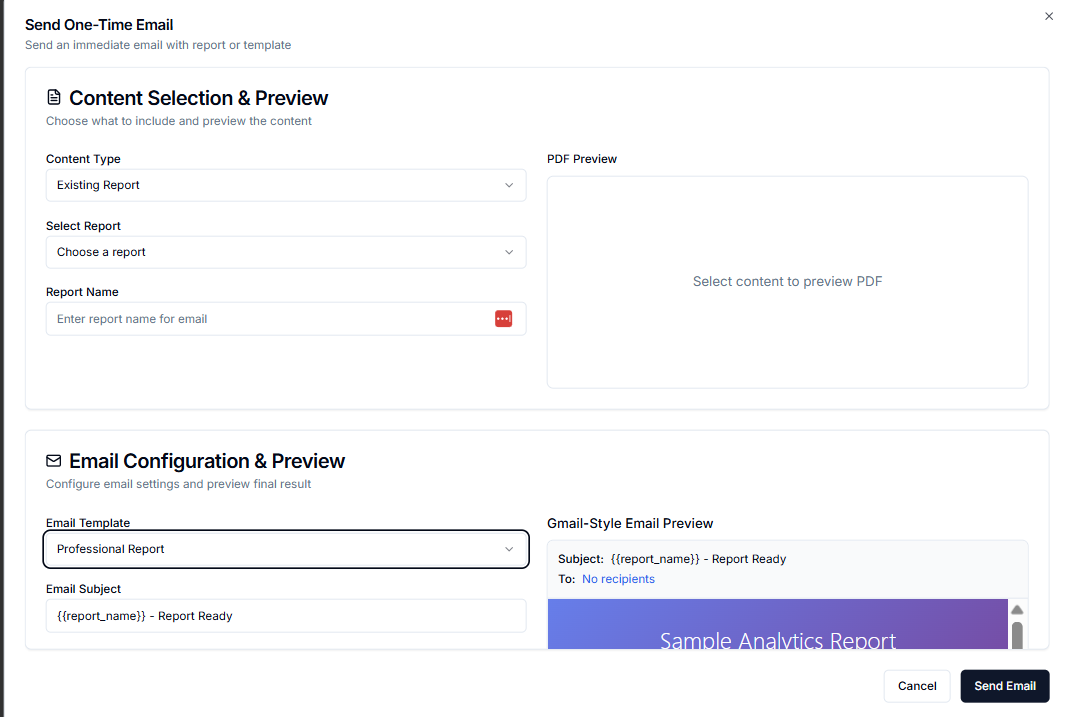 Send One-Time Email
Send an immediate email with report or template
Content Selection & Preview
Choose what to include and preview the content
Content Type
Existing Report
Select Report
Choose a report
Report Name
Enter report name for email
PDF Preview
Select content to preview PDF
Email Configuration & Preview
Configure email settings and preview final result
Email Template
Professional Report
Email Subject
{{report_name}} - Report Ready
Gmail-Style Email Preview
Subject: {{report_name}} - Report Ready
To: No recipients
Sample Analytics Report
Cancel
Send Email